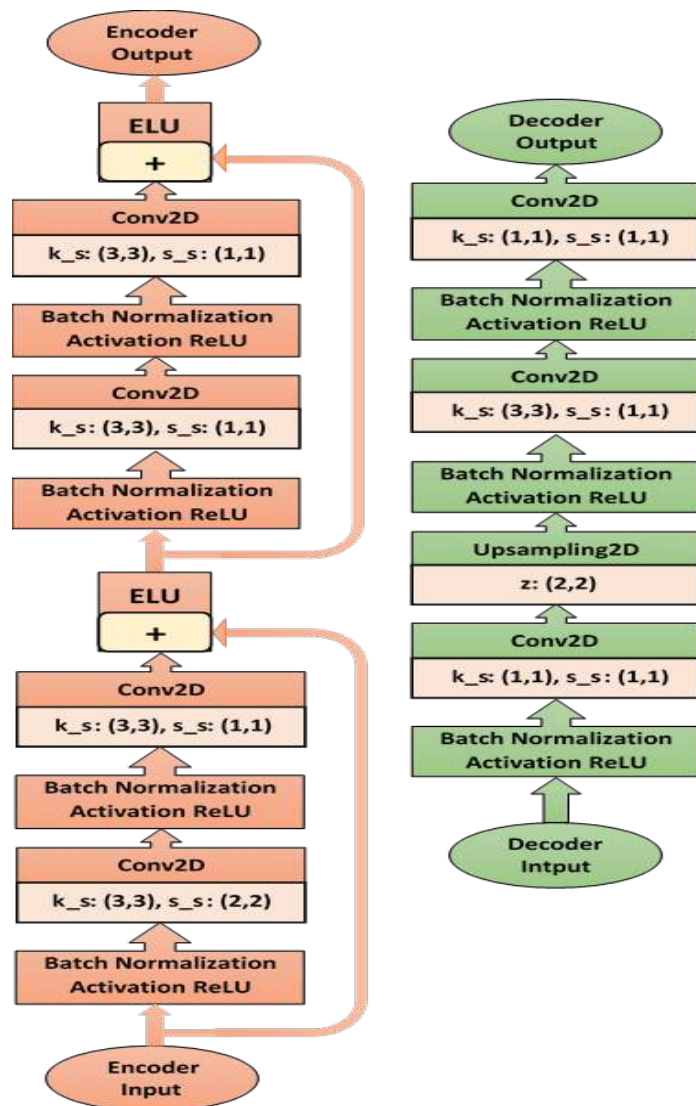 Encoder
Output
ELU
+
Conv2D
k_s: (3,3), s_s: (1,1)
Batch Normalization
Activation ReLU
Conv2D
k_s: (3,3), s_s: (1,1)
Batch Normalization
Activation ReLU
ELU
+
Conv2D
k_s: (3,3), s_s: (1,1)
Batch Normalization
Activation ReLU
Conv2D
k_s: (3,3), s_s: (2,2)
Batch Normalization
Activation ReLU
Encoder
Input
Decoder
Output
Conv2D
k_s: (1,1), s_s: (1,1)
Batch Normalization
Activation ReLU
Conv2D
k_s: (3,3), s_s: (1,1)
Batch Normalization
Activation ReLU
Upsampling2D
z: (2,2)
Conv2D
k_s: (1,1), s_s: (1,1)
Batch Normalization
Activation ReLU
Decoder
Intput